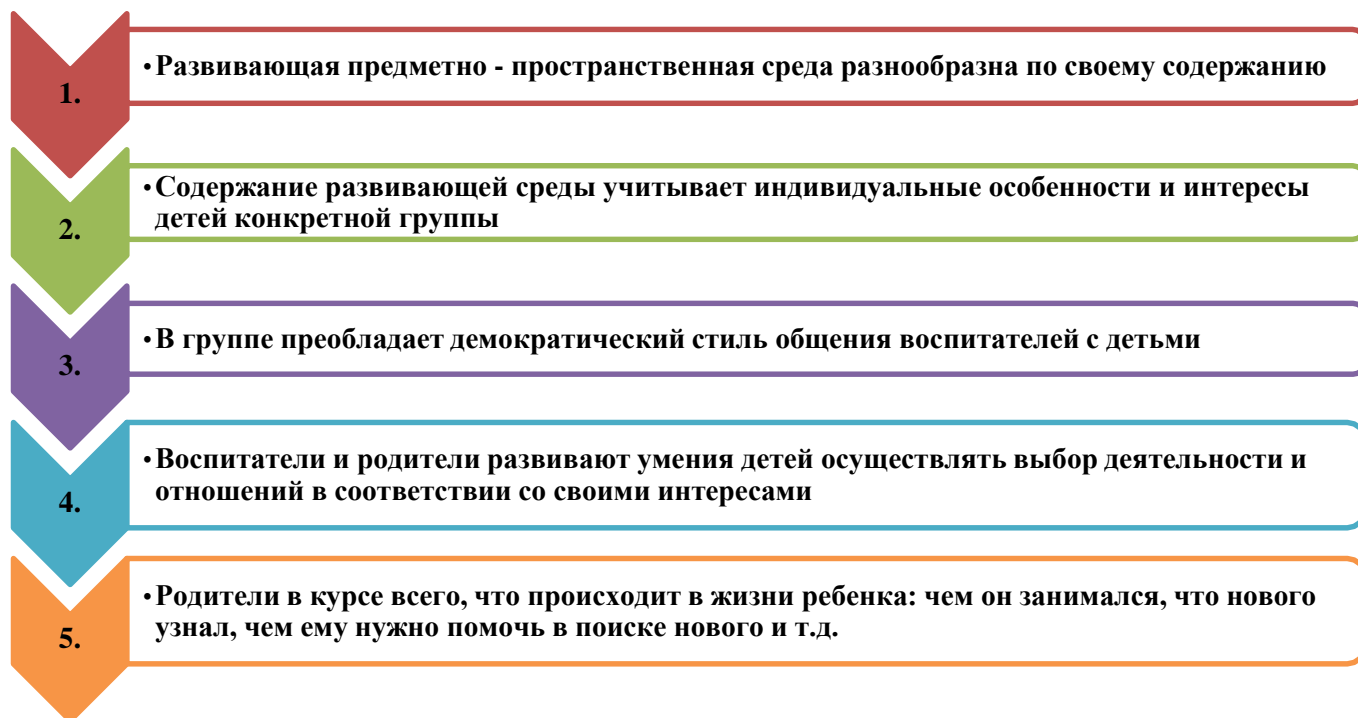 1.
•Развивающая предметно - пространственная среда разнообразна по своему содержанию
2.
•Содержание развивающей среды учитывает индивидуальные особенности и интересы
детей конкретной группы
3.
•В группе преобладает демократический стиль общения воспитателей с детьми
4.
•Воспитатели и родители развивают умения детей осуществлять выбор деятельности и
отношений в соответствии со своими интересами
5.
•Родители в курсе всего, что происходит в жизни ребенка: чем он занимался, что нового
узнал, чем ему нужно помочь в поиске нового и т.д.